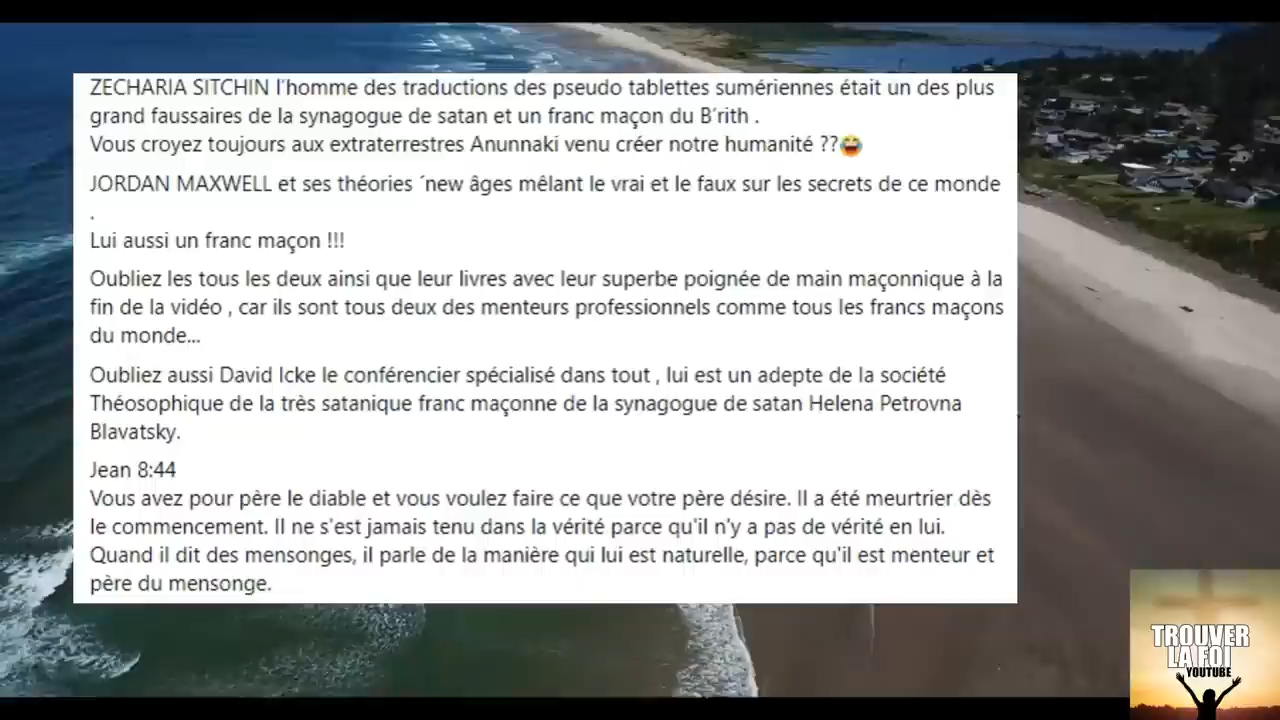 ZECHARIA SITCHIN l'homme des traductions des pseudo tablettes sumériennes était un des plus
grand faussaires de la synagogue de satan et un franc maçon du B´rith .
Vous croyez toujours aux extraterrestres Anunnaki venu créer notre humanité ??😂
JORDAN MAXWELL et ses théories ´new âges mêlant le vrai et le faux sur les secrets de ce monde
.
Lui aussi un franc maçon !!!
Oubliez les tous les deux ainsi que leur livres avec leur superbe poignée de main maçonnique à la
fin de la vidéo , car ils sont tous deux des menteurs professionnels comme tous les francs maçons
du monde...
Oubliez aussi David Icke le conférencier spécialisé dans tout , lui est un adepte de la société
Théosophique de la très satanique franc maçonne de la synagogue de satan Helena Petrovna
Blavatsky.
Jean 8:44
Vous avez pour père le diable et vous voulez faire ce que votre père désire. Il a été meurtrier dès
le commencement. Il ne s'est jamais tenu dans la vérité parce qu'il n'y a pas de vérité en lui.
Quand il dit des mensonges, il parle de la manière qui lui est naturelle, parce qu'il est menteur et
père du mensonge.
TROUVER
LA FOI
YOUTUBE